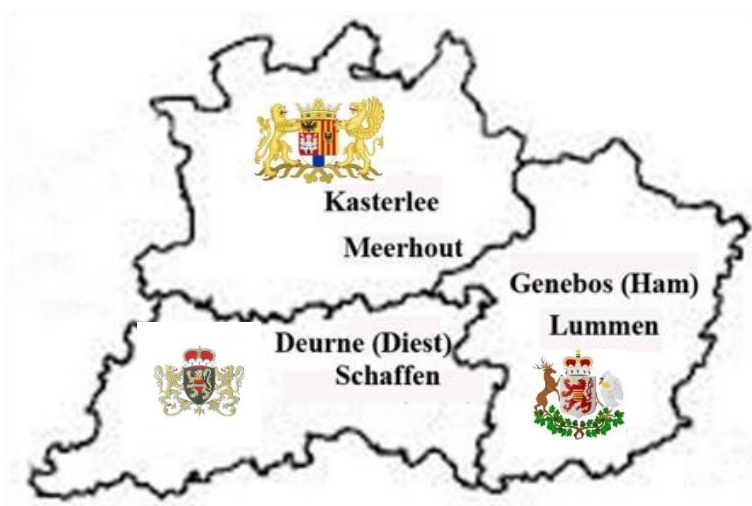 Kasterlee
Meerhout
Genebos (Ham)
Lummen
Deurne (Diest)
Schaffen